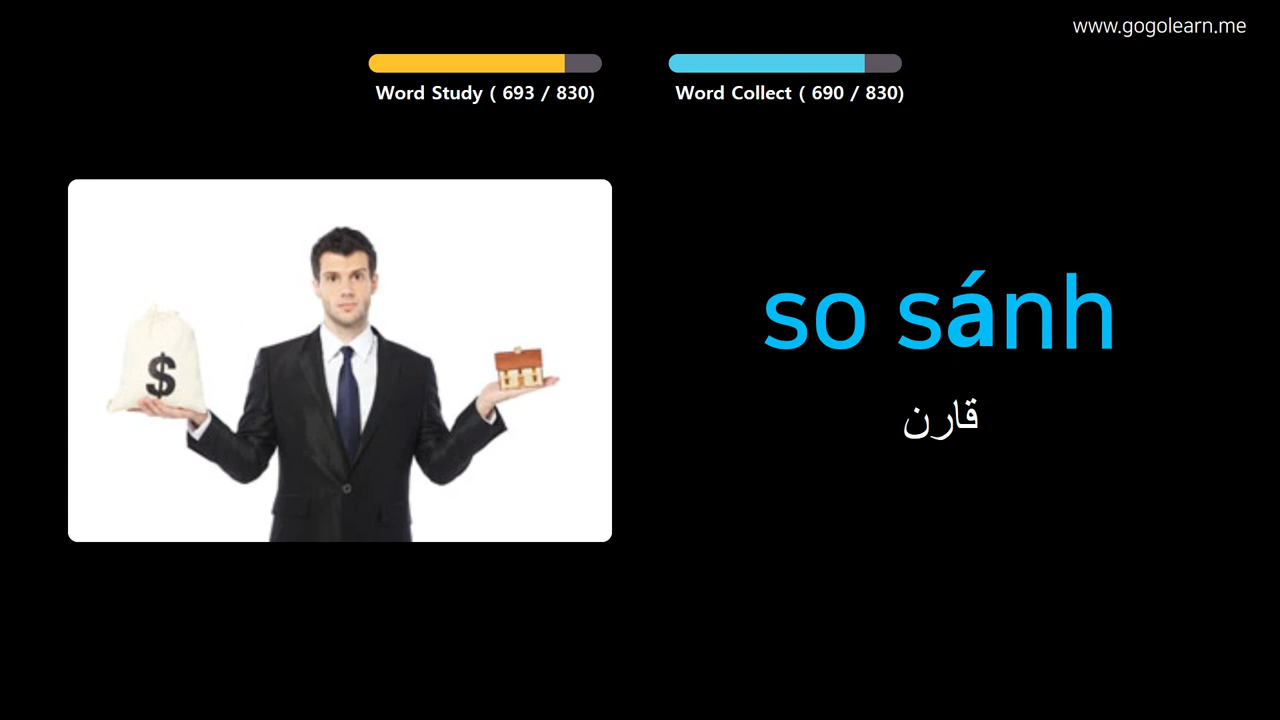 www.gogolearn.me
Word Study ( 693 / 830)
Word Collect ( 690 / 830)
$
so sánh
قارن